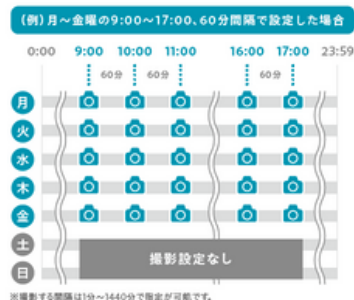 (例)月~金曜の9:00~17:00、60分間隔で設定した場合
0:00 9:00 10:00 11:00 16:00 17:00 23:59
60分 60分 60分
月
火
水
木
金
土
日
撮影設定なし
※撮影する間隔は1分~1440分で限定が可能です。